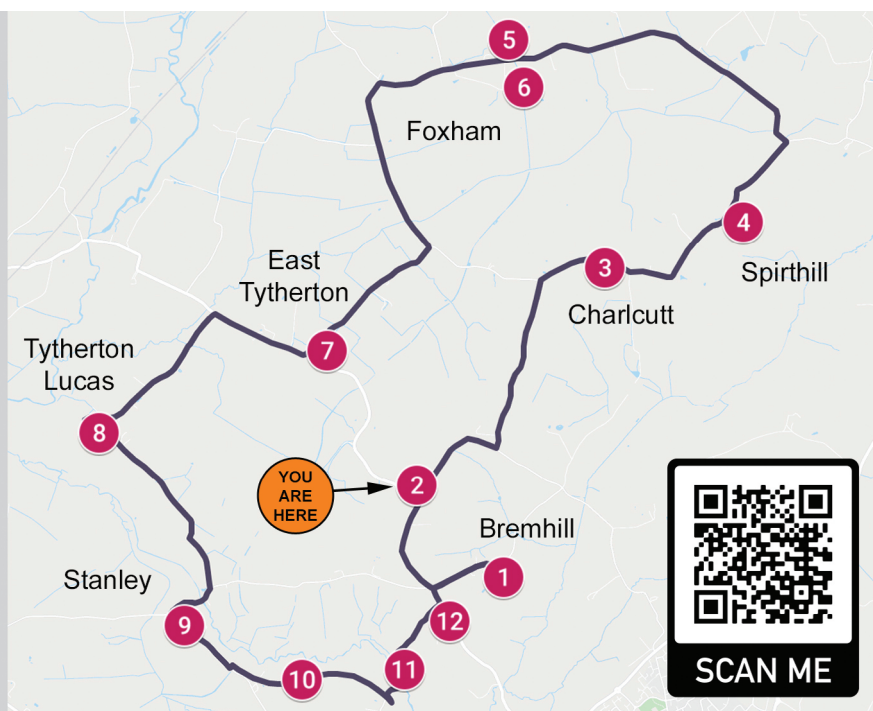 5
6
Foxham
4
East
Tytherton
3
Spirthill
Charlcutt
7
Tytherton
Lucas
8
2
YOU
ARE
HERE
Bremhill
Stanley
1
12
9
11
10
SCAN ME